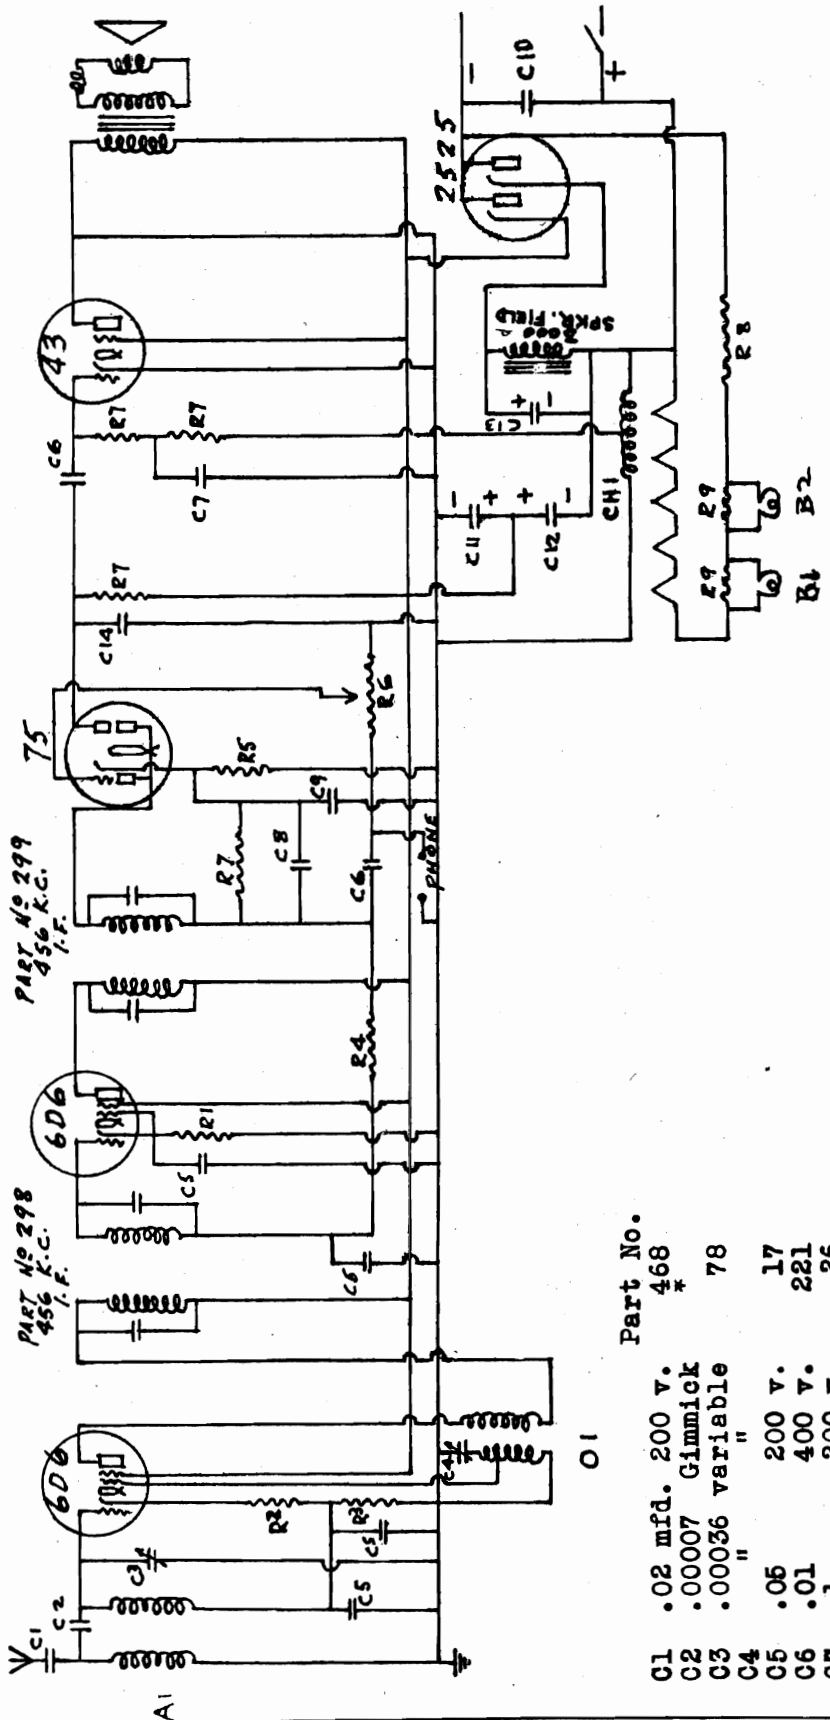 A1
C1
C2
C3
C5
6D6
R2
R3
C5
C4
O1
PART Nº 298
456 K.C.
I.F.
C5
6D6
C5
R1
R4
PART Nº 299
456 K.C.
I.F.
R7
C8
C6
C9
PHONE
75
R5
R6
C14
R7
C6
C7
R7
R7
43
C11
- +
C12
+ -
C13
+ -
CH1
SPKR. FIELD
3000
25Z5
-
C10
+
-
R8
R9
R9
B1
B2
Part No.
C1 .02 mfd. 200 v. 468
C2 .00007 Gimmick *
C3 .00036 variable 78
C4 " "
C5 .05 200 v. 17
C6 .01 400 v. 221